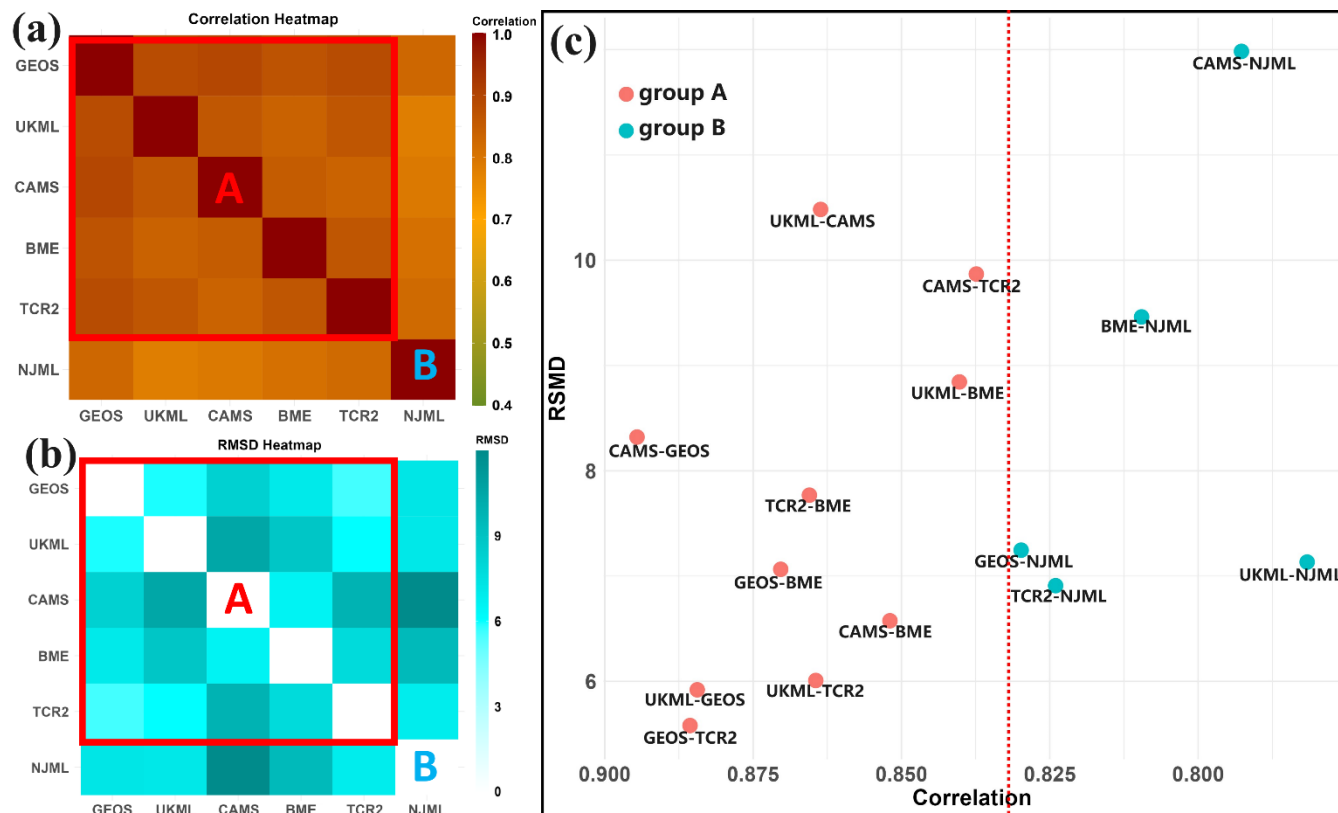 (a)
Correlation Heatmap
Correlation
GEOS
UKML
CAMS
BME
TCR2
NJML
A
B
GEOS UKML CAMS BME TCR2 NJML
1.0
0.9
0.8
0.7
0.6
0.5
0.4
(b)
RMSD Heatmap
RMSD
GEOS
UKML
CAMS
BME
TCR2
NJML
A
B
GEOS UKML CAMS BME TCR2 NJML
9
6
3
0
(c)
group A
group B
CAMS-NJML
UKML-CAMS
CAMS-TCR2
BME-NJML
UKML-BME
CAMS-GEOS
TCR2-BME
GEOS-NJML
UKML-NJML
GEOS-BME
TCR2-NJML
CAMS-BME
UKML-GEOS
UKML-TCR2
GEOS-TCR2
RSMD
10
8
6
0.900 0.875 0.850 0.825 0.800
Correlation